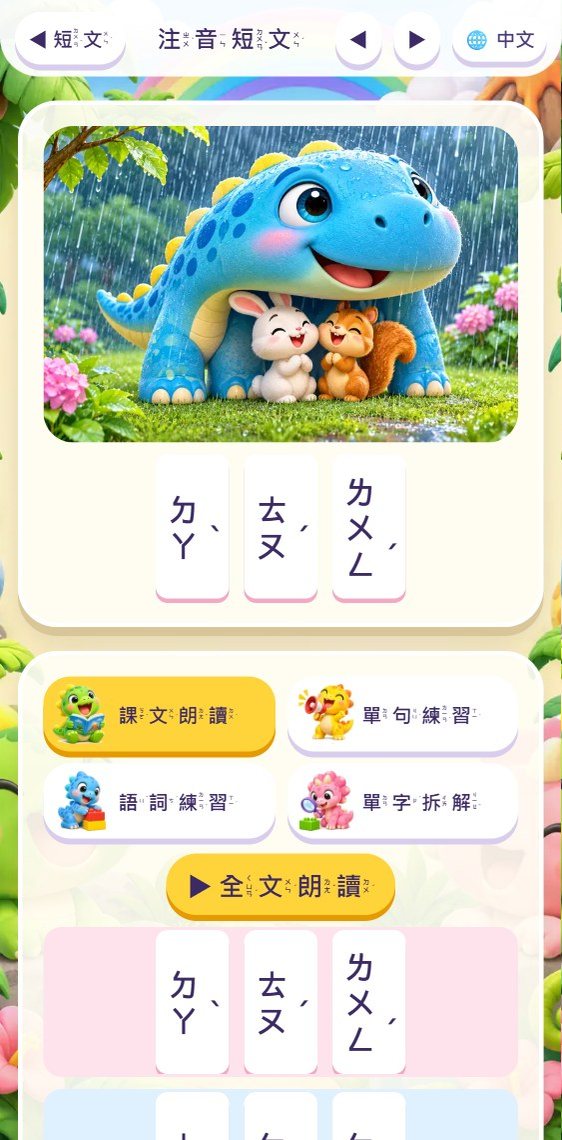 ◀ 短文
注音短文
◀ ▶
中文
ㄉㄚˋ ㄊㄡˊ ㄌㄨㄥˊ
課文朗讀
單句練習
語詞練習
單字拆解
▶ 全文朗讀
ㄉㄚˋ ㄊㄡˊ ㄌㄨㄥˊ